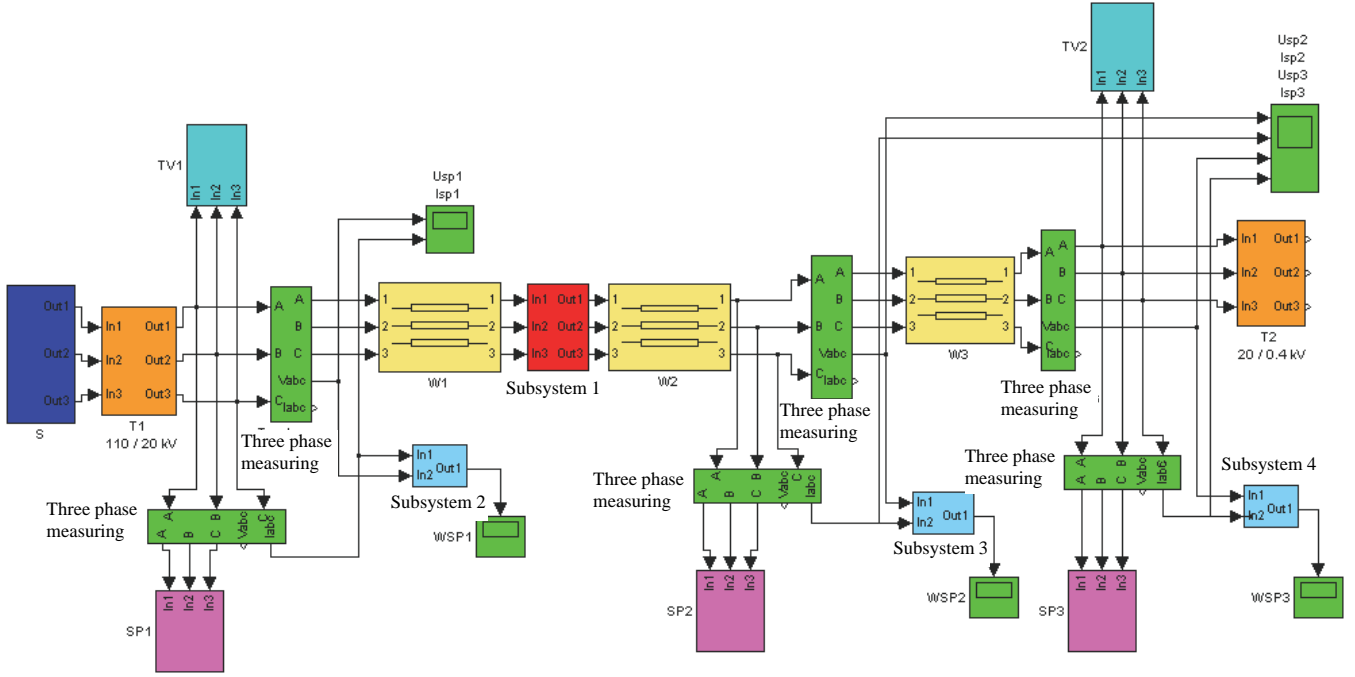 TV1
In1 In2 In3
Usp1
Isp1
TV2
In1 In2 In3
Usp2
Isp2
Usp3
Isp3
Out1
Out2
Out3
S
In1 Out1
In2 Out2
In3 Out3
T1
110 / 20 kV
A A
B
B C
Vabc
C
Iabc
Three phase
measuring
1 1
2 2
3 3
W1
In1 Out1
In2 Out2
In3 Out3
Subsystem 1
1 1
2 2
3 3
W2
A A
B
B C
Vabc
C
Iabc
Three phase
measuring
1 1
2 2
3 3
W3
A A
B
B C
Vabc
C
Iabc
Three phase
measuring
In1 Out1
In2 Out2
In3 Out3
T2
20 / 0.4 kV
In1
In2 Out1
Subsystem 2
WSP1
Three phase
measuring
A B C
A B C Vabc Iabc
In1 In2 In3
SP1
Three phase
measuring
A B C
A B C Vabc Iabc
In1 In2 In3
SP2
In1
In2 Out1
Subsystem 3
WSP2
Three phase
measuring
A B C
A B C Vabc Iabc
In1 In2 In3
SP3
Subsystem 4
In1
In2 Out1
WSP3